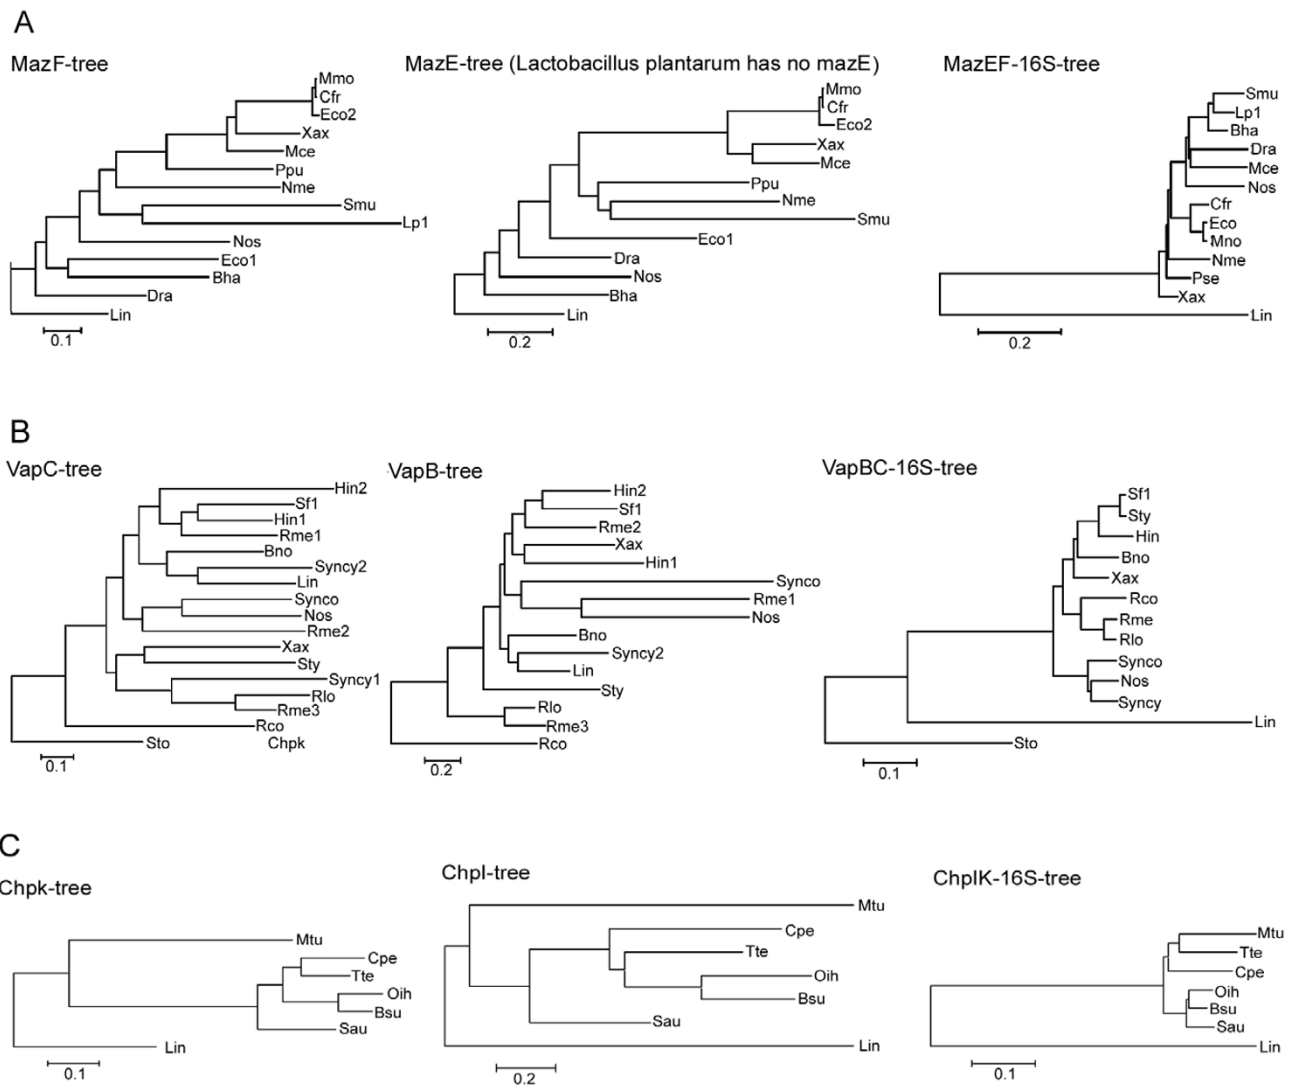 A
MazF-tree
Mmo
Cfr
Eco2
Xax
Mce
Ppu
Nme
Smu
Lp1
Nos
Eco1
Bha
Dra
Lin
0.1
MazE-tree (Lactobacillus plantarum has no mazE)
Mmo
Cfr
Eco2
Xax
Mce
Ppu
Nme
Smu
Eco1
Dra
Nos
Bha
Lin
0.2
MazEF-16S-tree
Smu
Lp1
Bha
Dra
Mce
Nos
Cfr
Eco
Mno
Nme
Pse
Xax
Lin
0.2
B
VapC-tree
Hin2
Sf1
Hin1
Rme1
Bno
Syncy2
Lin
Synco
Nos
Rme2
Xax
Sty
Syncy1
Rlo
Rme3
Rco
Sto
Chpk
0.1
VapB-tree
Hin2
Sf1
Rme2
Xax
Hin1
Synco
Rme1
Nos
Bno
Syncy2
Lin
Sty
Rlo
Rme3
Rco
0.2
VapBC-16S-tree
Sf1
Sty
Hin
Bno
Xax
Rco
Rme
Rlo
Synco
Nos
Syncy
Lin
Sto
0.1
C
Chpk-tree
Mtu
Cpe
Tte
Oih
Bsu
Sau
Lin
0.1
ChpI-tree
Mtu
Cpe
Tte
Oih
Bsu
Sau
Lin
0.2
ChpIK-16S-tree
Mtu
Tte
Cpe
Oih
Bsu
Sau
Lin
0.1